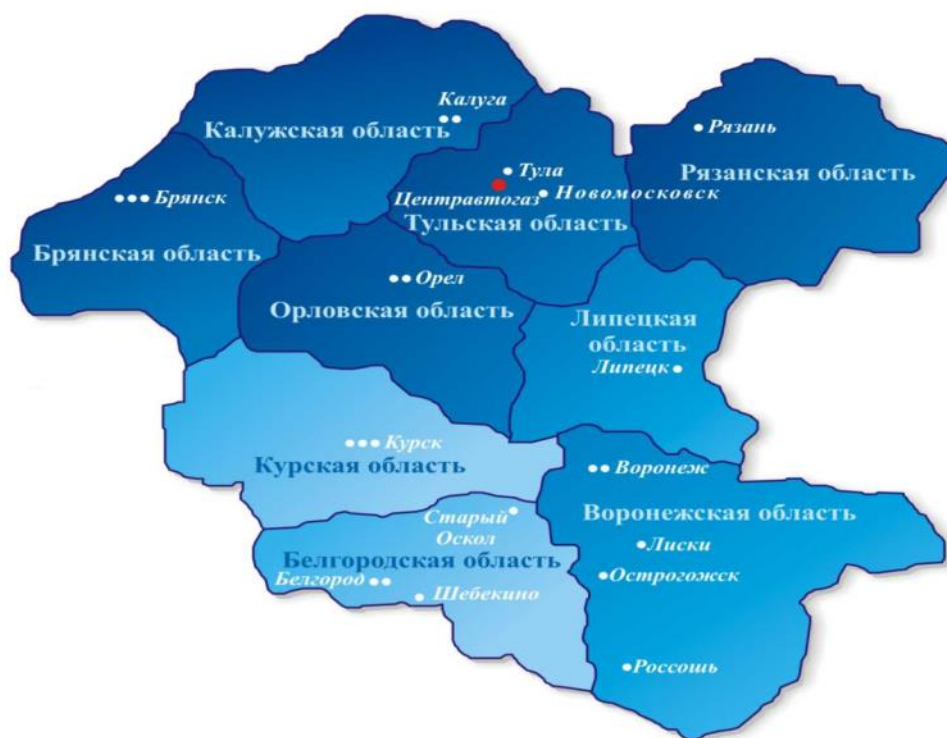 Калуга
Калужская область
Рязань
Рязанская область
Тула
Центравтогаз
Новомосковск
Тульская область
Брянск
Брянская область
Орел
Орловская область
Липецкая
область
Липецк
Курск
Курская область
Воронеж
Воронежская область
Старый
Оскол
Белгородская область
Белгород
Шебекино
Лиски
Острогожск
Россошь